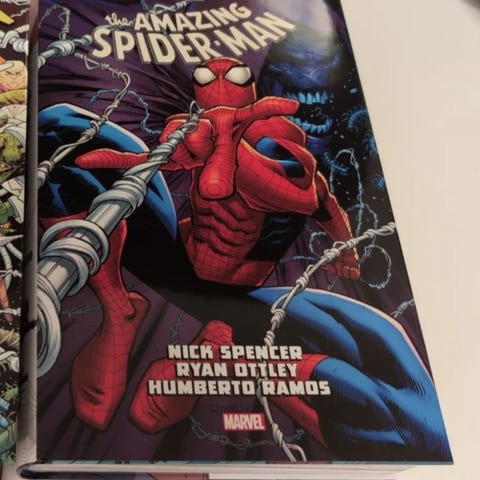 the AMAZING
SPIDER-MAN
NICK SPENCER
RYAN OTTLEY
HUMBERTO RAMOS
MARVEL